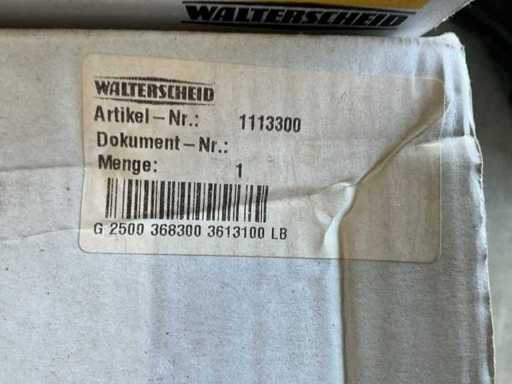 WALTERSCHEID
WALTERSCHEID
Artikel-Nr.: 1113300
Dokument-Nr.:
Menge: 1
G 2500 368300 3613100 LB